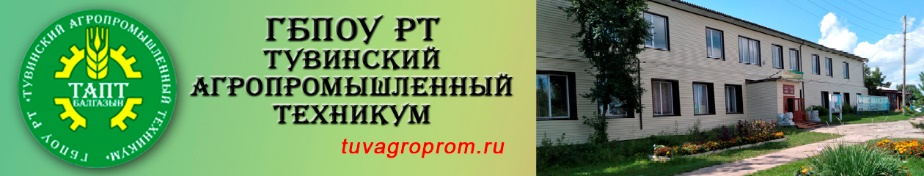 ГБПОУ РТ "ТУВИНСКИЙ АГРОПРОМЫШЛЕННЫЙ ТЕХНИКУМ"
ТАПТ
БАЛГАЗЫН
ГБПОУ РТ
ТУВИНСКИЙ
АГРОПРОМЫШЛЕННЫЙ
ТЕХНИКУМ
tuvagroprom.ru